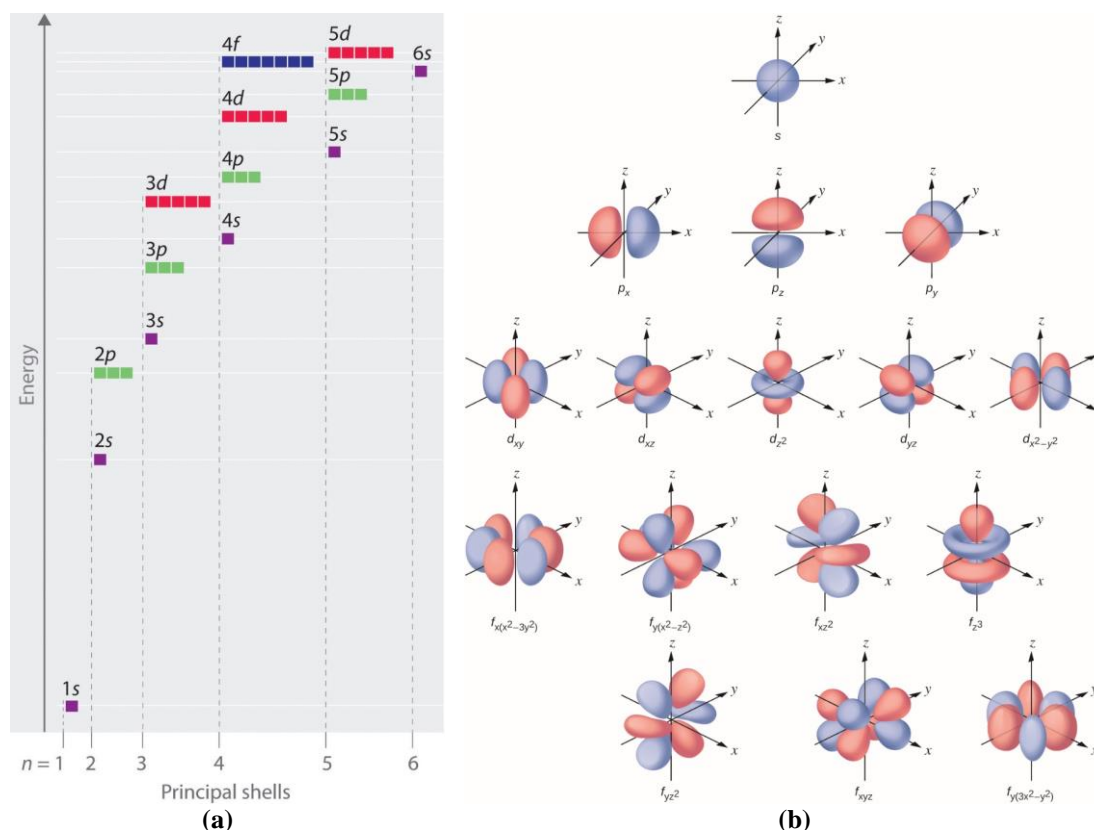 4f
5d
6s
5p
4d
5s
4p
3d
4s
3p
3s
2p
2s
1s
Energy
n = 1 2 3 4 5 6
Principal shells
(a)
z
y
x
s
z z z
y y y
x x x
pₓ p_z p_y
z z z z z
y y y y y
x x x x x
d_xy d_xz d_z² d_yz d_x²−y²
z z z z
y y y y
x x x x
f_x(x²−3y²) f_y(x²−z²) f_xz² f_z³
z z z
y y y
x x x
f_yz² f_xyz f_y(3x²−y²)
(b)